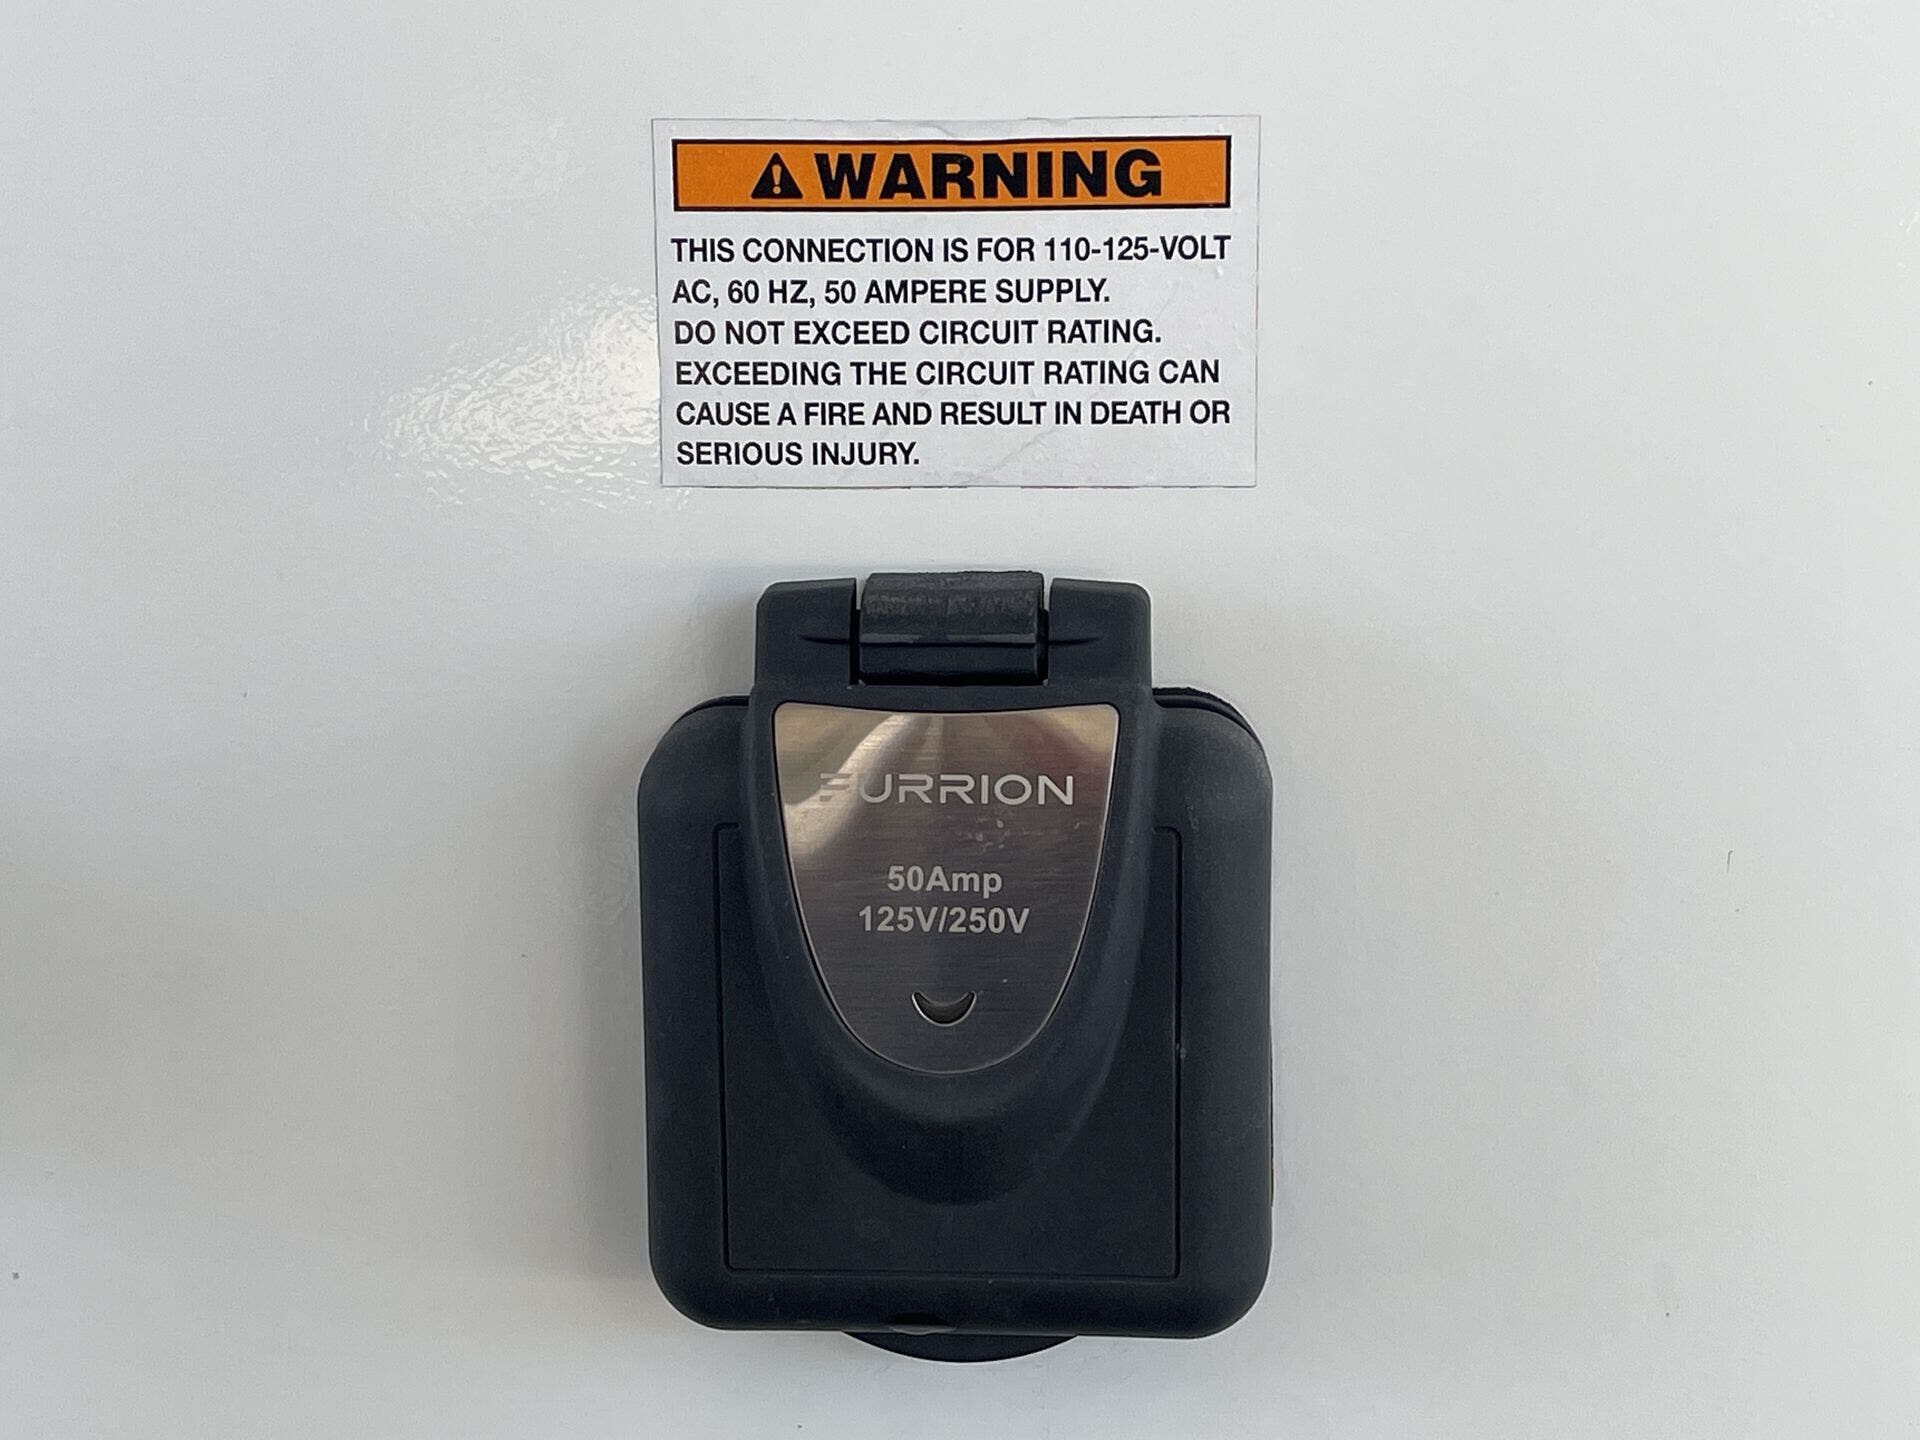 WARNING
THIS CONNECTION IS FOR 110-125-VOLT
AC, 60 HZ, 50 AMPERE SUPPLY.
DO NOT EXCEED CIRCUIT RATING.
EXCEEDING THE CIRCUIT RATING CAN
CAUSE A FIRE AND RESULT IN DEATH OR
SERIOUS INJURY.
FURRION
50Amp
125V/250V